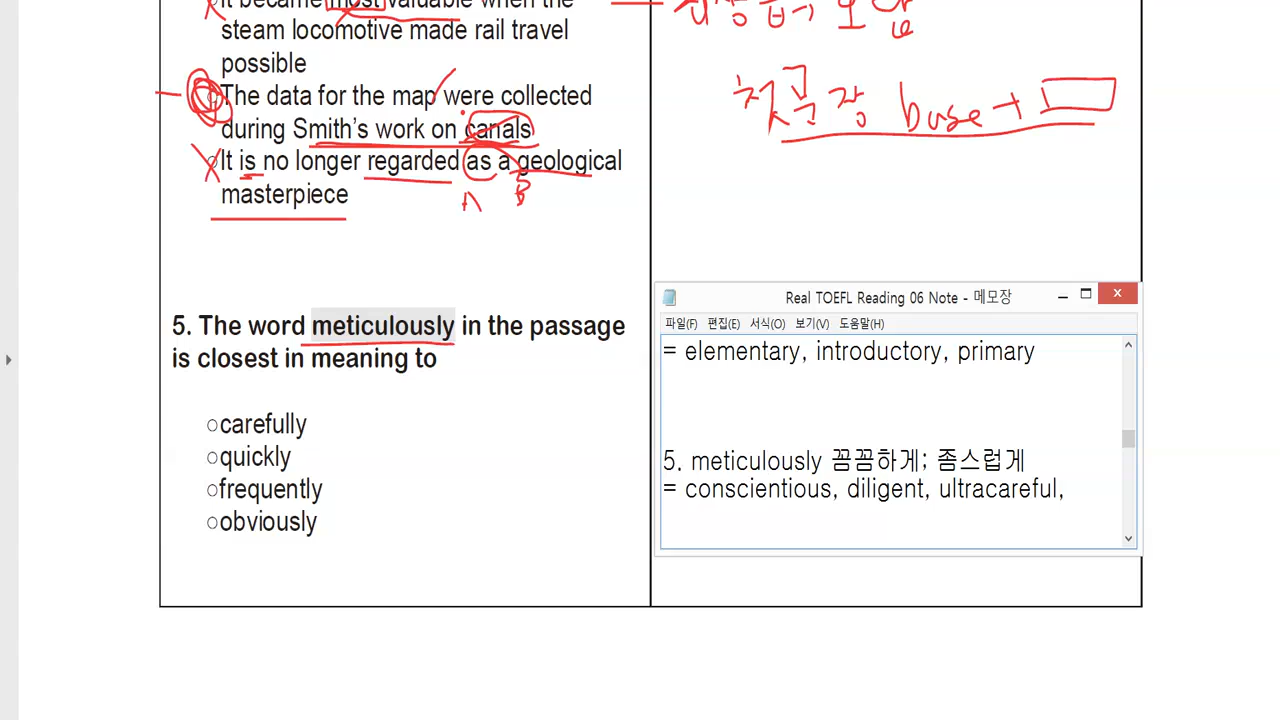 It became most valuable when the
steam locomotive made rail travel
possible
The data for the map were collected
during Smith's work on canals
It is no longer regarded as a geological
masterpiece
A B
5. The word meticulously in the passage
is closest in meaning to
carefully
quickly
frequently
obviously
base +
Real TOEFL Reading 06 Note - 메모장
파일(F) 편집(E) 서식(O) 보기(V) 도움말(H)
= elementary, introductory, primary
5. meticulously 꼼꼼하게; 좀스럽게
= conscientious, diligent, ultracareful,